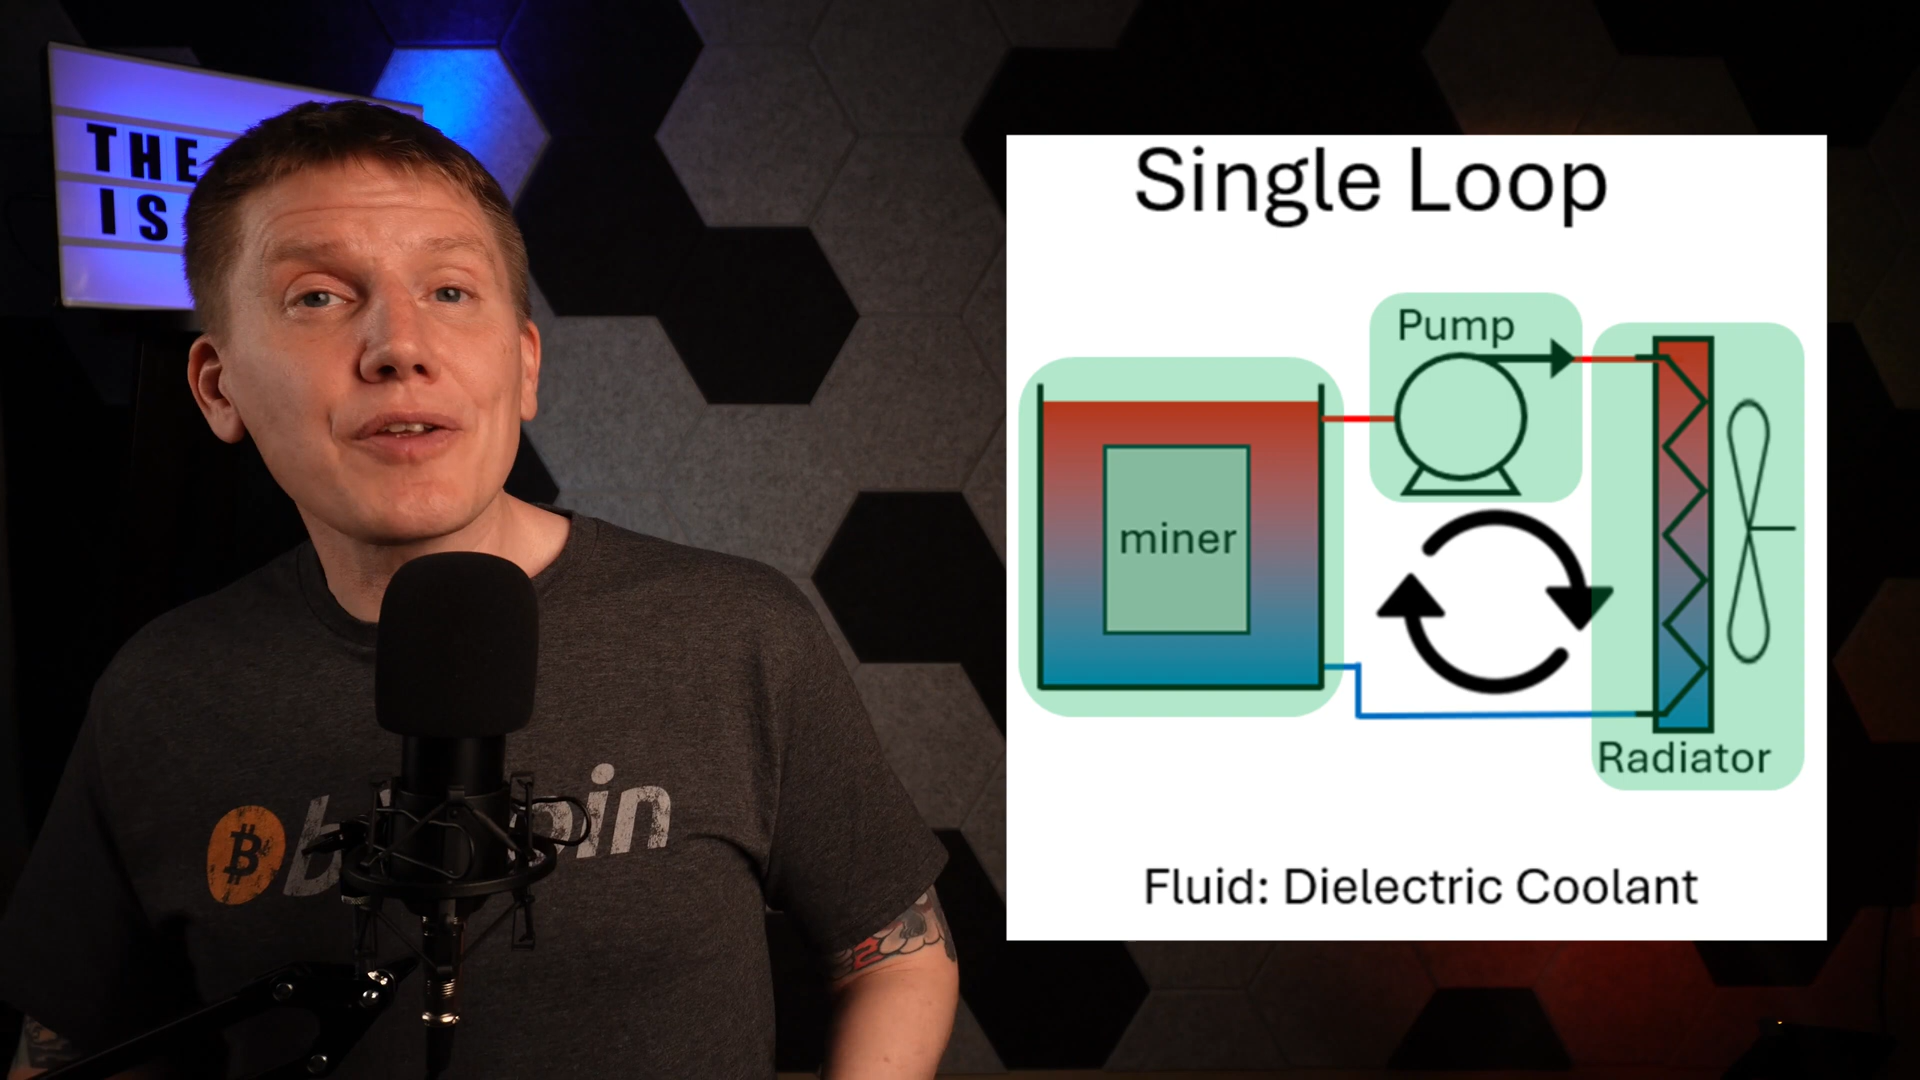 THE
IS
Single Loop
Pump
miner
Radiator
Fluid: Dielectric Coolant